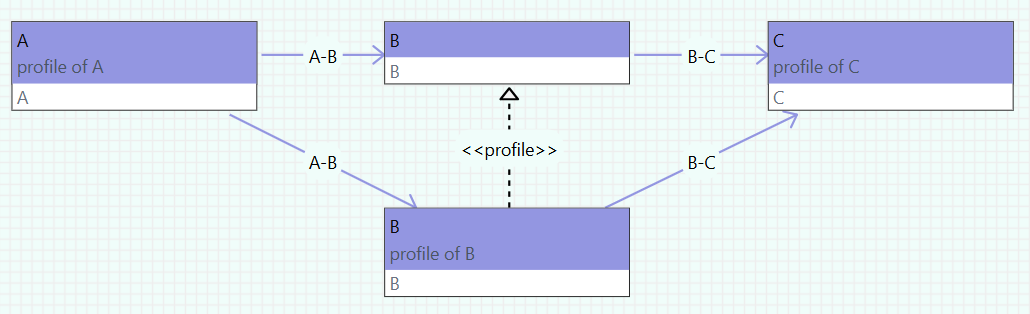 A
profile of A
A
A-B
B
B
B-C
C
profile of C
C
<<profile>>
A-B
B-C
B
profile of B
B